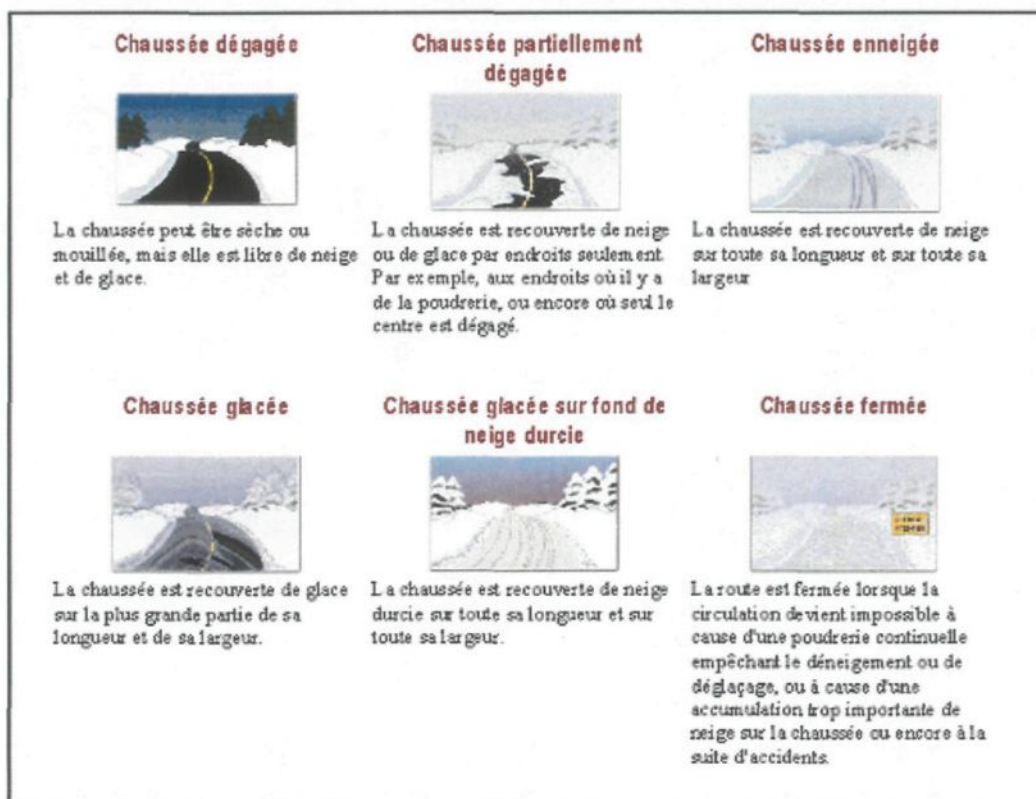 Chaussée dégagée
La chaussée peut être sèche ou
mouillée, mais elle est libre de neige
et de glace.
Chaussée partiellement
dégagée
La chaussée est recouverte de neige
ou de glace par endroits seulement.
Par exemple, aux endroits où il y a
de la poudrerie, ou encore où seul le
centre est dégagé.
Chaussée enneigée
La chaussée est recouverte de neige
sur toute sa longueur et sur toute sa
largeur
Chaussée glacée
La chaussée est recouverte de glace
sur la plus grande partie de sa
longueur et de sa largeur.
Chaussée glacée sur fond de
neige durcie
La chaussée est recouverte de neige
durcie sur toute sa longueur et sur
toute sa largeur.
Chaussée fermée
La route est fermée lorsque la
circulation devient impossible à
cause d'une poudrerie continuelle
empêchant le déneigement ou de
déglaçage, ou à cause d'une
accumulation trop importante de
neige sur la chaussée ou encore à la
suite d'accidents.